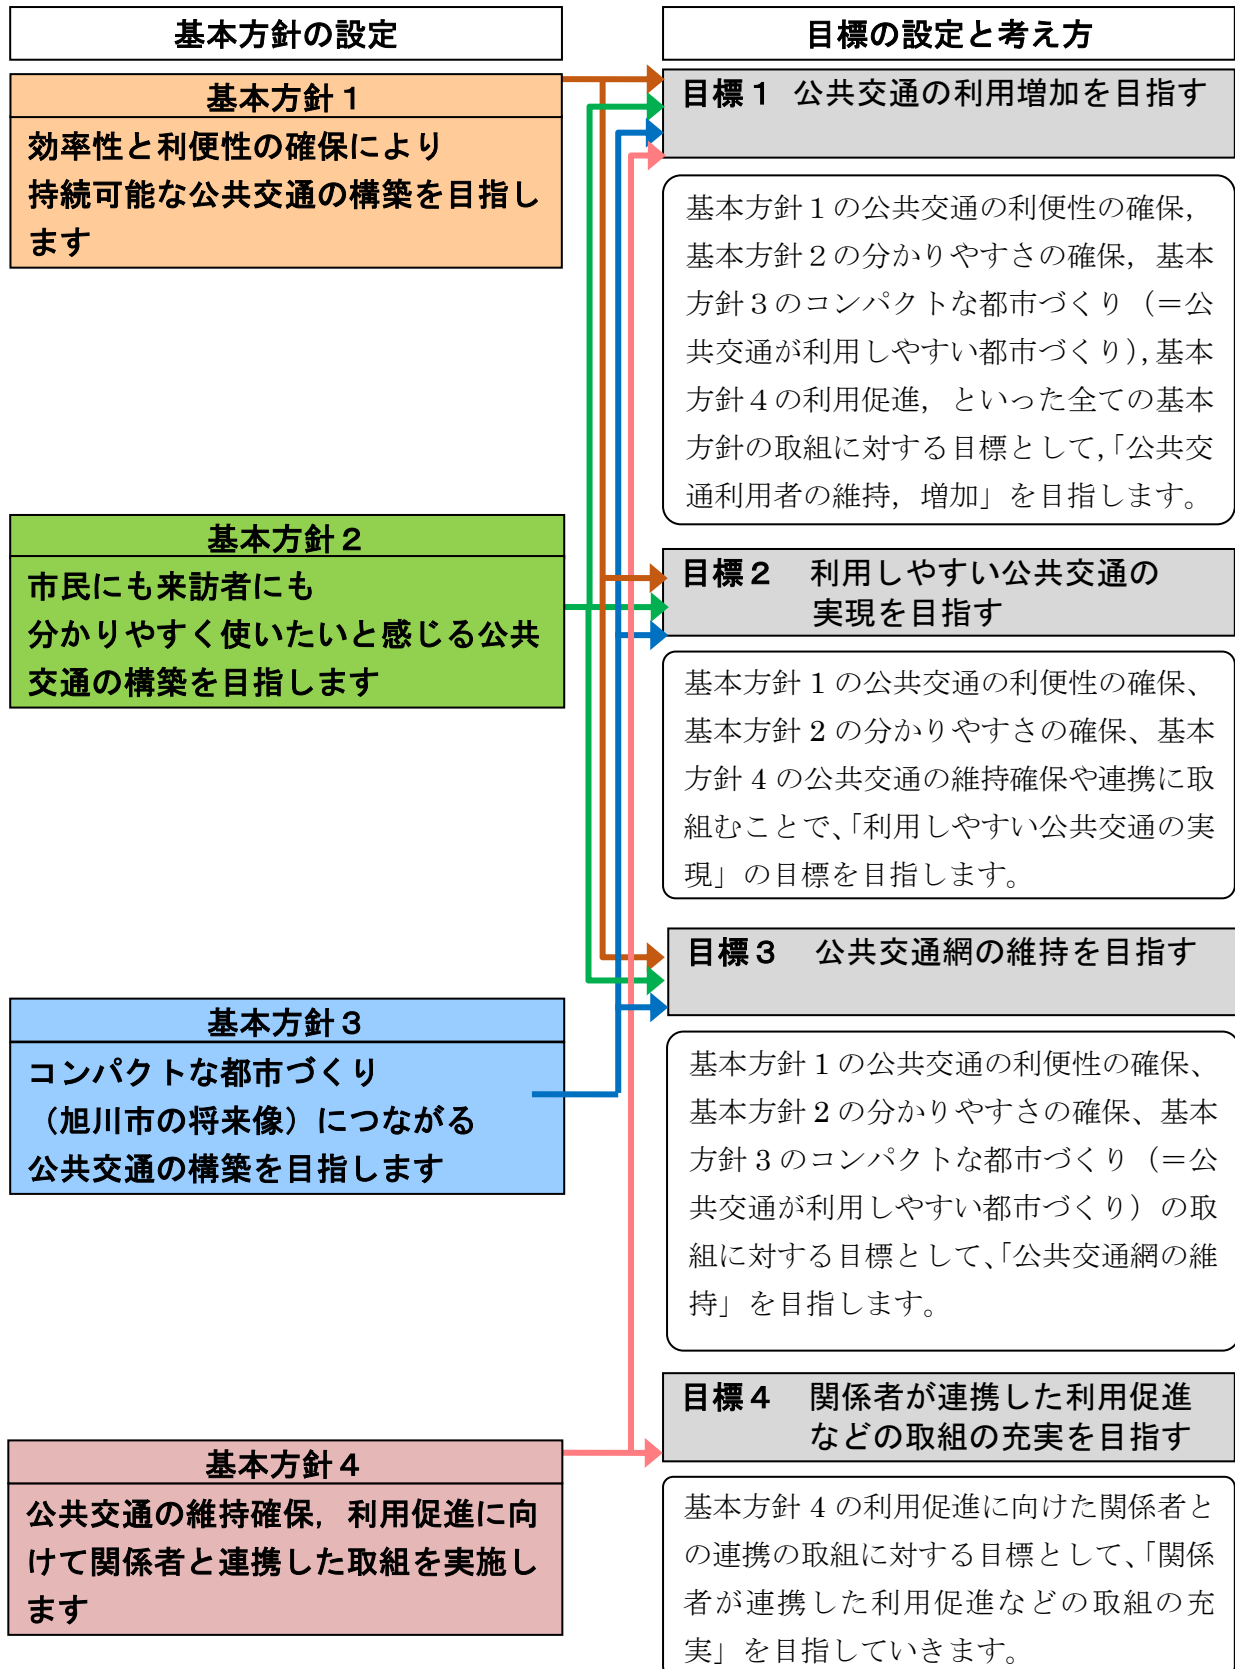 基本方針の設定
基本方針１
効率性と利便性の確保により
持続可能な公共交通の構築を目指し
ます
基本方針２
市民にも来訪者にも
分かりやすく使いたいと感じる公共
交通の構築を目指します
基本方針３
コンパクトな都市づくり
（旭川市の将来像）につながる
公共交通の構築を目指します
基本方針４
公共交通の維持確保，利用促進に向
けて関係者と連携した取組を実施し
ます
目標の設定と考え方
目標１ 公共交通の利用増加を目指す
基本方針１の公共交通の利便性の確保，
基本方針２の分かりやすさの確保，基本
方針３のコンパクトな都市づくり（＝公
共交通が利用しやすい都市づくり），基本
方針４の利用促進，といった全ての基本
方針の取組に対する目標として，「公共交
通利用者の維持，増加」を目指します。
目標２　利用しやすい公共交通の
実現を目指す
基本方針 1 の公共交通の利便性の確保、
基本方針 2 の分かりやすさの確保、基本
方針 4 の公共交通の維持確保や連携に取
組むことで、「利用しやすい公共交通の実
現」の目標を目指します。
目標３　公共交通網の維持を目指す
基本方針 1 の公共交通の利便性の確保、
基本方針 2 の分かりやすさの確保、基本
方針 3 のコンパクトな都市づくり（＝公
共交通が利用しやすい都市づくり）の取
組に対する目標として、「公共交通網の維
持」を目指します。
目標４　関係者が連携した利用促進
などの取組の充実を目指す
基本方針 4 の利用促進に向けた関係者と
の連携の取組に対する目標として、「関係
者が連携した利用促進などの取組の充
実」を目指していきます。